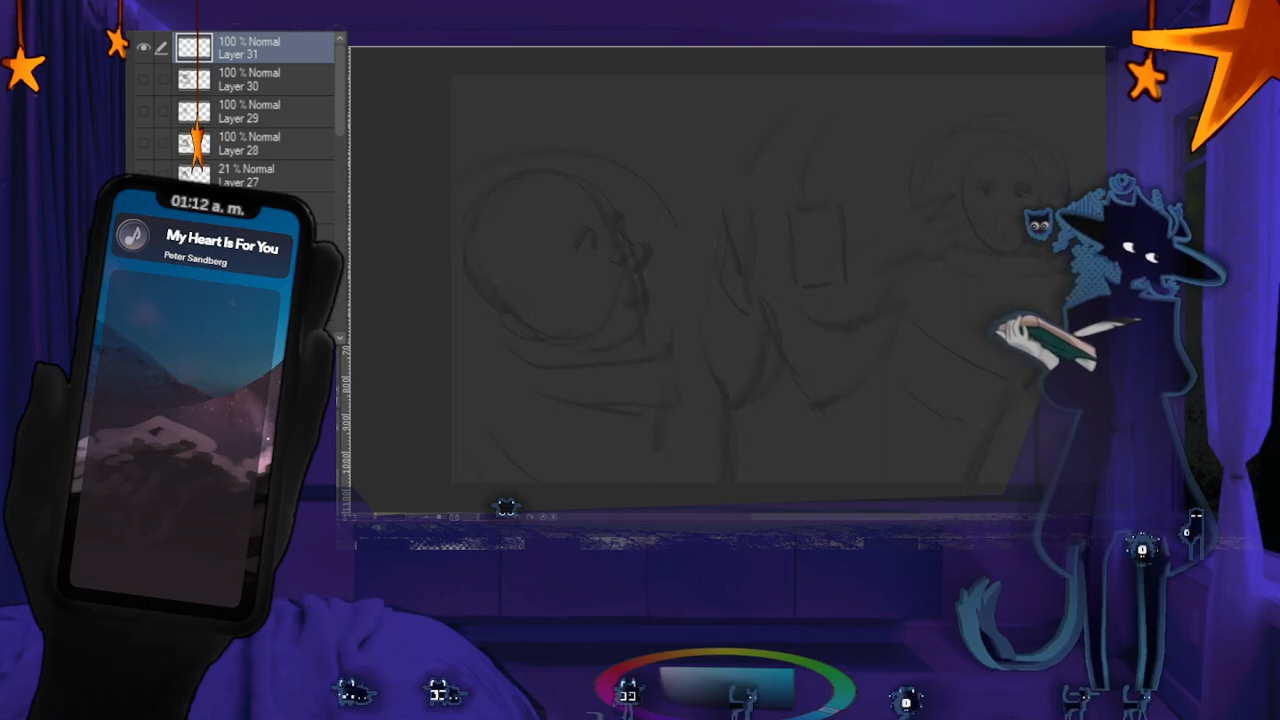 100 % Normal
Layer 31
100 % Normal
Layer 30
100 % Normal
Layer 29
100 % Normal
Layer 28
21 % Normal
Layer 27
01:12 a. m.
My Heart Is For You
Peter Sandberg